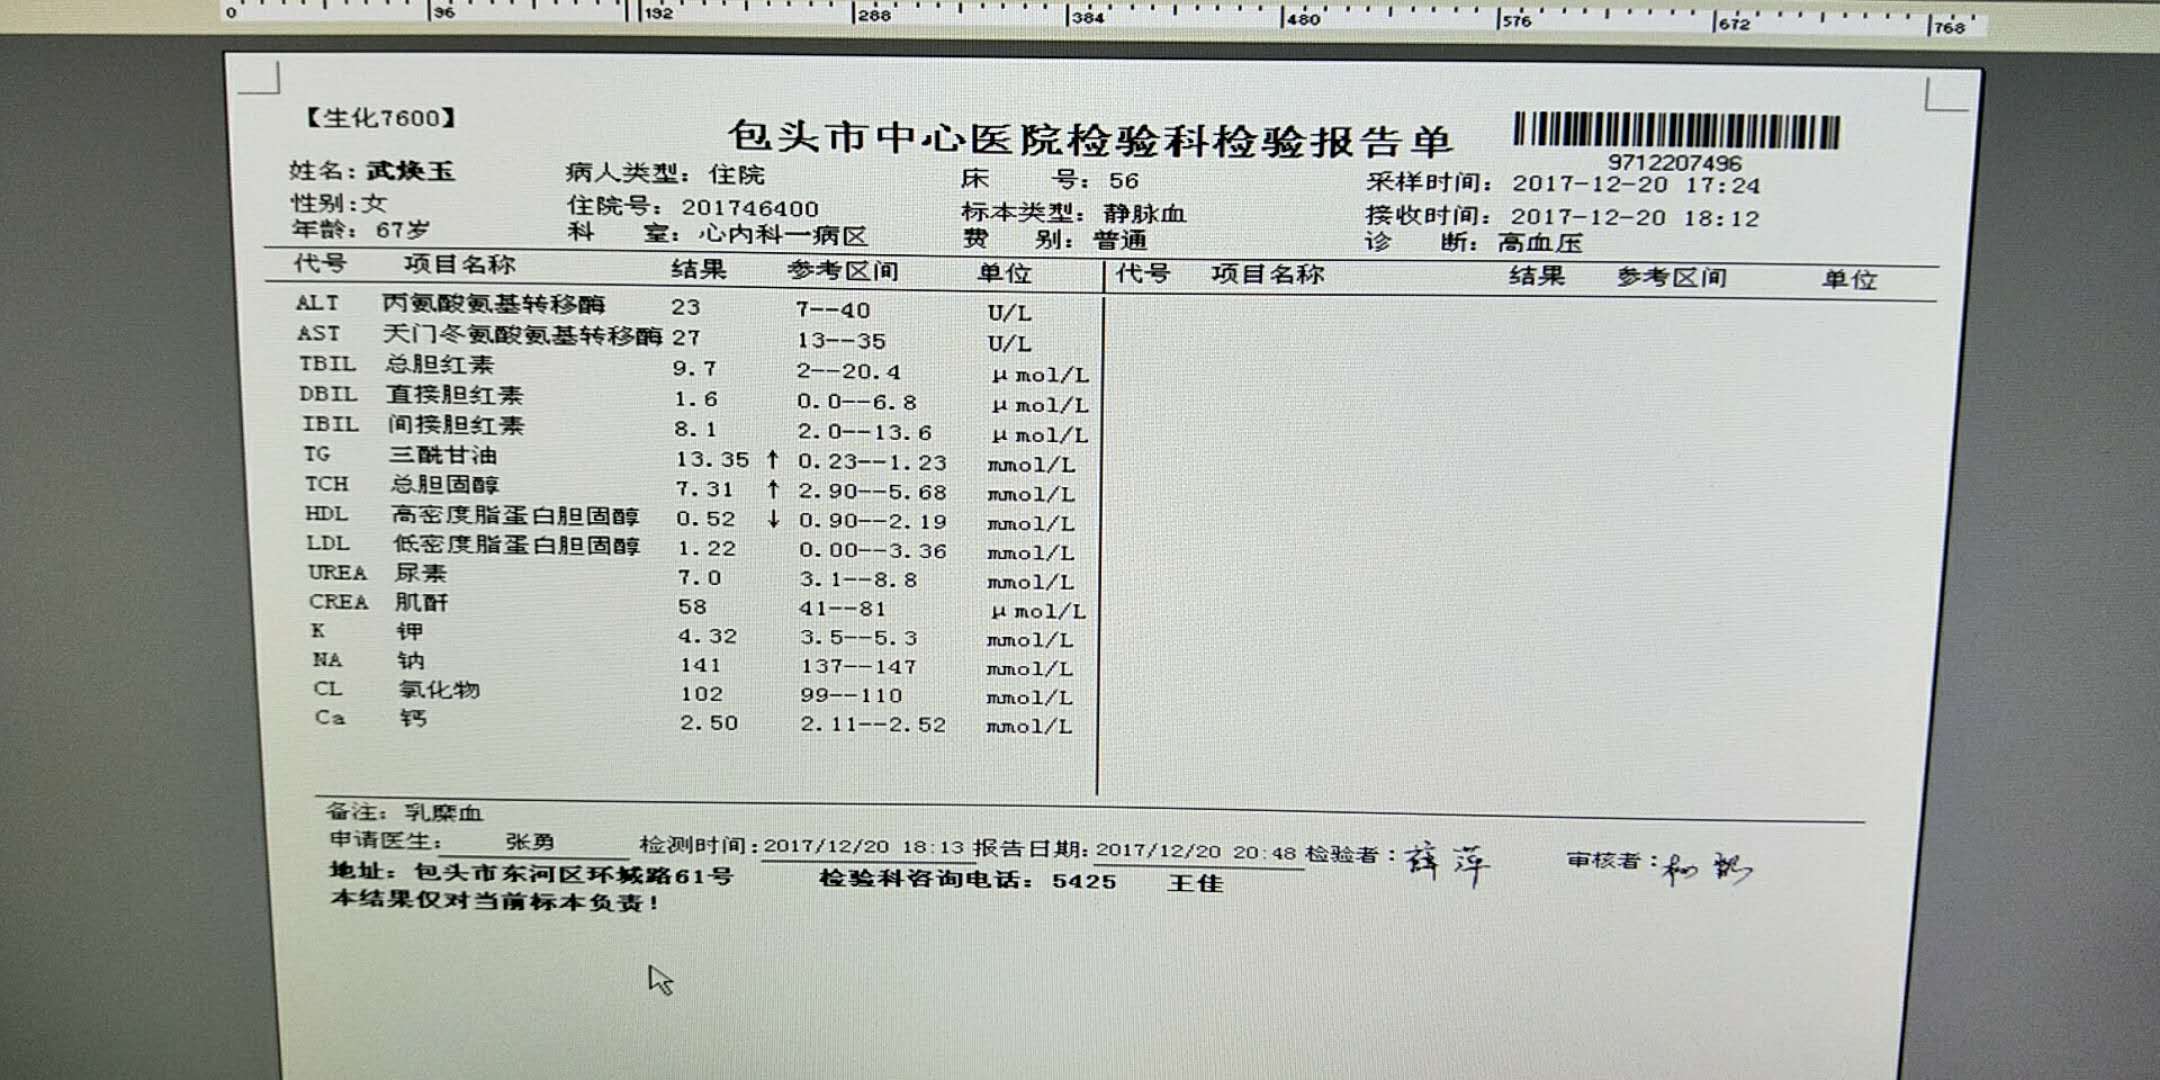 0 96 192 288 384 480 576 672 768
【生化7600】
包头市中心医院检验科检验报告单
9712207496
姓名: 武焕玉 病人类型: 住院 床 号: 56 采样时间: 2017-12-20 17:24
性别:女 住院号: 201746400 标本类型: 静脉血 接收时间: 2017-12-20 18:12
年龄: 67岁 科 室: 心内科一病区 费 别: 普通 诊 断: 高血压
代号 项目名称 结果 参考区间 单位 代号 项目名称 结果 参考区间 单位
ALT 丙氨酸氨基转移酶 23 7--40 U/L
AST 天门冬氨酸氨基转移酶 27 13--35 U/L
TBIL 总胆红素 9.7 2--20.4 μmol/L
DBIL 直接胆红素 1.6 0.0--6.8 μmol/L
IBIL 间接胆红素 8.1 2.0--13.6 μmol/L
TG 三酰甘油 13.35 ↑ 0.23--1.23 mmol/L
TCH 总胆固醇 7.31 ↑ 2.90--5.68 mmol/L
HDL 高密度脂蛋白胆固醇 0.52 ↓ 0.90--2.19 mmol/L
LDL 低密度脂蛋白胆固醇 1.22 0.00--3.36 mmol/L
UREA 尿素 7.0 3.1--8.8 mmol/L
CREA 肌酐 58 41--81 μmol/L
K 钾 4.32 3.5--5.3 mmol/L
NA 钠 141 137--147 mmol/L
CL 氯化物 102 99--110 mmol/L
Ca 钙 2.50 2.11--2.52 mmol/L
备注: 乳糜血
申请医生: 张勇 检测时间:2017/12/20 18:13 报告日期:2017/12/20 20:48 检验者: 薛萍 审核者:
地址: 包头市东河区环城路61号 检验科咨询电话: 5425 王佳
本结果仅对当前标本负责!